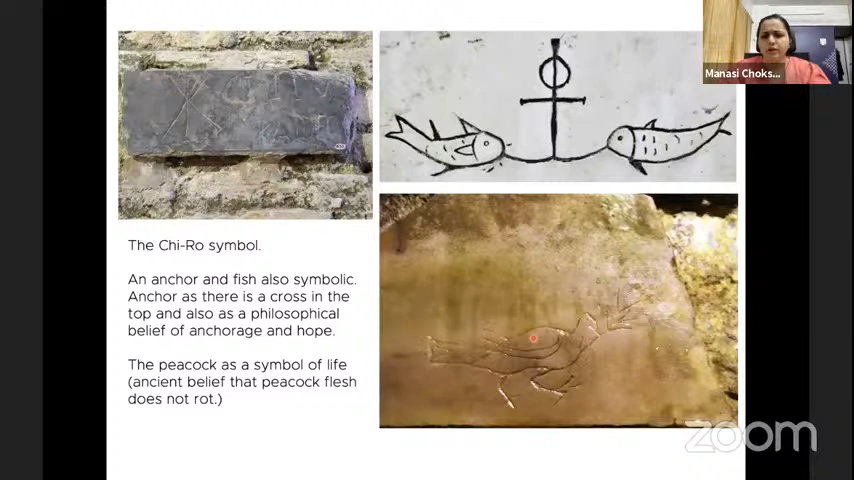 Manasi Choks...
The Chi-Ro symbol.
An anchor and fish also symbolic.
Anchor as there is a cross in the
top and also as a philosophical
belief of anchorage and hope.
The peacock as a symbol of life
(ancient belief that peacock flesh
does not rot.)
zoom